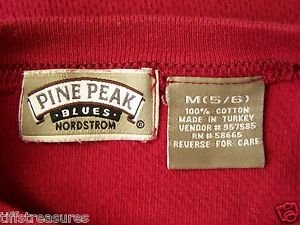 PINE PEAK
BLUES
NORDSTROM ®
M (5/6)
100% COTTON
MADE IN TURKEY
VENDOR # 957585
RN # 58665
REVERSE FOR CARE
tiffstreasures
ebay